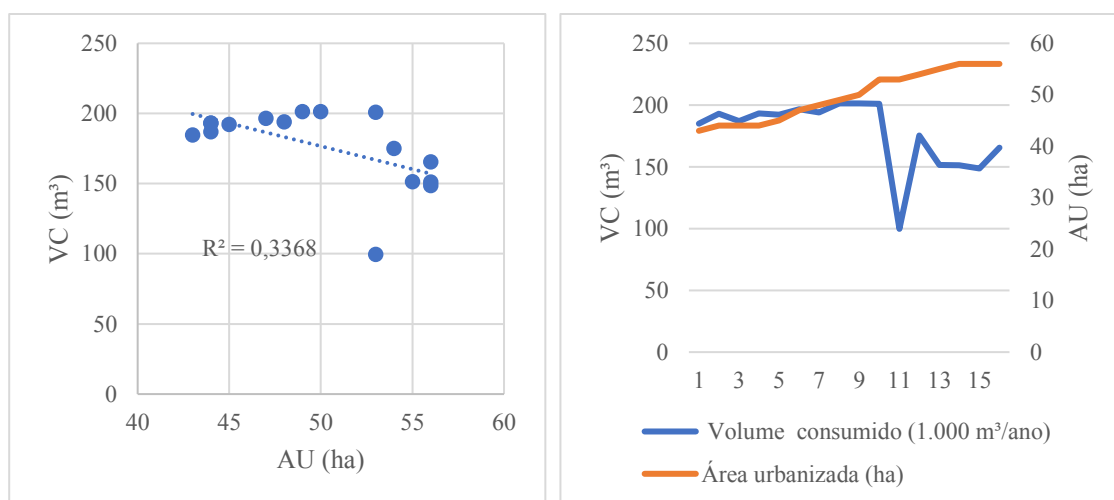 250
200
150
100
50
0
VC (m³)
R² = 0,3368
40 45 50 55 60
AU (ha)
250
200
150
100
50
0
VC (m³)
60
50
40
30
20
10
0
AU (ha)
1 3 5 7 9 11 13 15
Volume consumido (1.000 m³/ano)
Área urbanizada (ha)